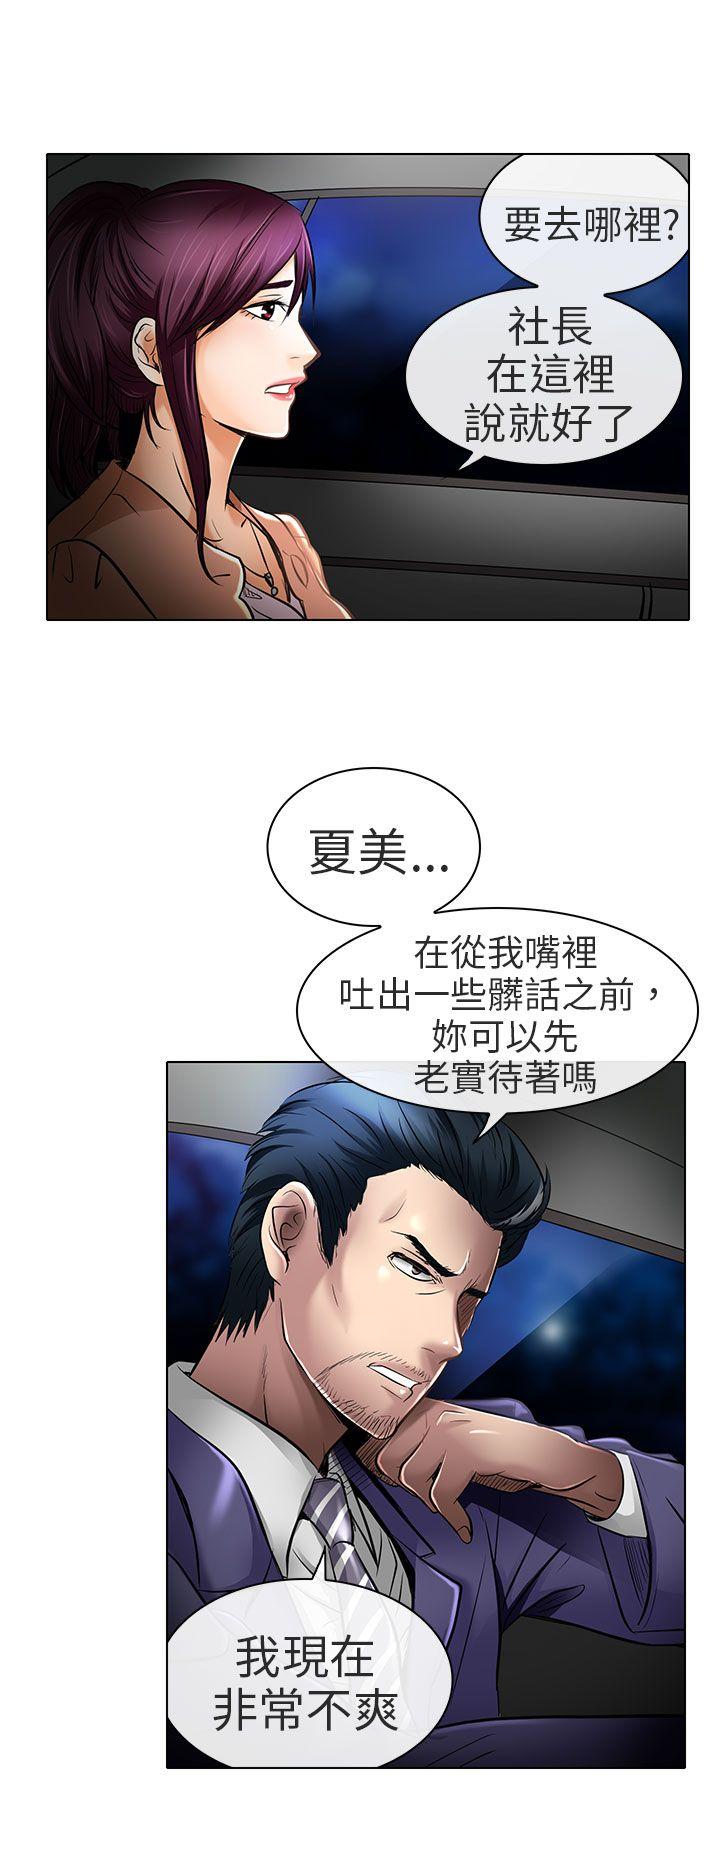 要去哪裡?
社長
在這裡
說就好了
夏美...
在從我嘴裡
吐出一些髒話之前，
妳可以先
老實待著嗎
我現在
非常不爽